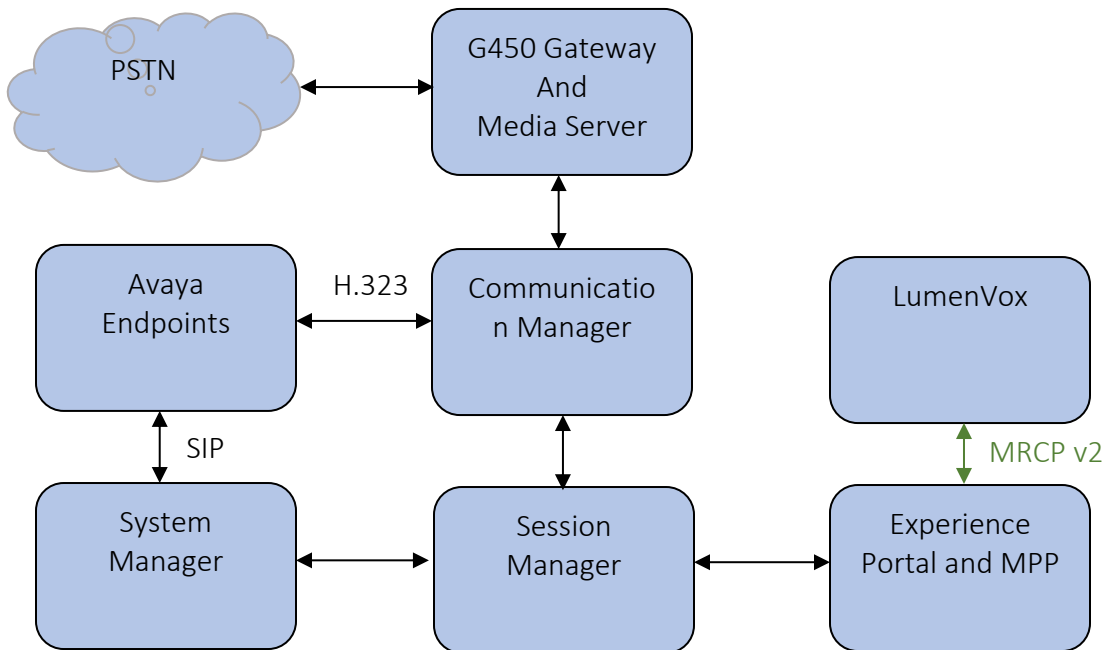 PSTN
G450 Gateway
And
Media Server
Avaya
Endpoints
H.323
Communicatio
n Manager
LumenVox
SIP
MRCP v2
System
Manager
Session
Manager
Experience
Portal and MPP